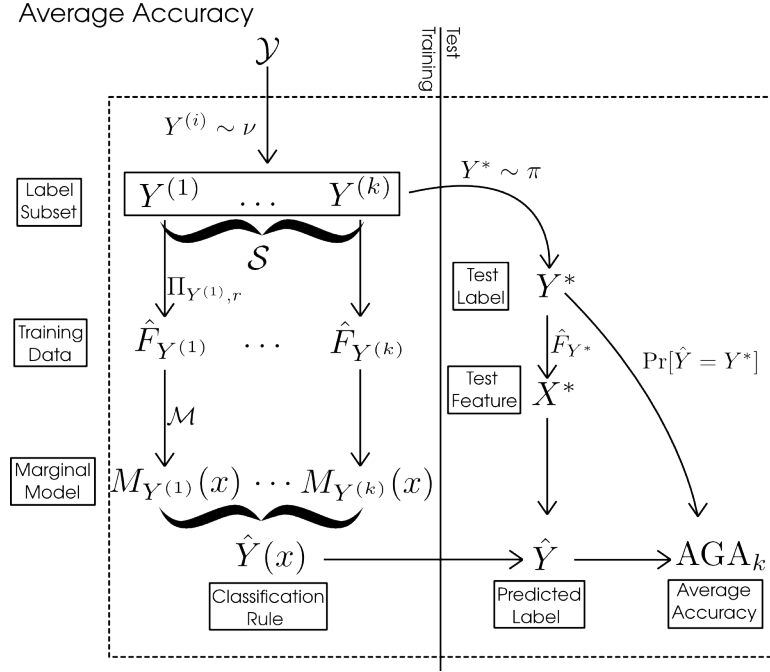 Average Accuracy
𝒴
Training
Test
Y^{(i)} ∼ ν
Y^* ∼ π
Label
Subset
Y^{(1)} … Y^{(k)}
𝒮
Test
Label
Y^*
Π_{Y^{(1)},r}
Training
Data
F̂_{Y^{(1)}} … F̂_{Y^{(k)}}
F̂_{Y^*}
Pr[Ŷ = Y^*]
Test
Feature
X^*
ℳ
Marginal
Model
M_{Y^{(1)}}(x) ⋯ M_{Y^{(k)}}(x)
Ŷ(x)
Ŷ
AGA_k
Classification
Rule
Predicted
Label
Average
Accuracy